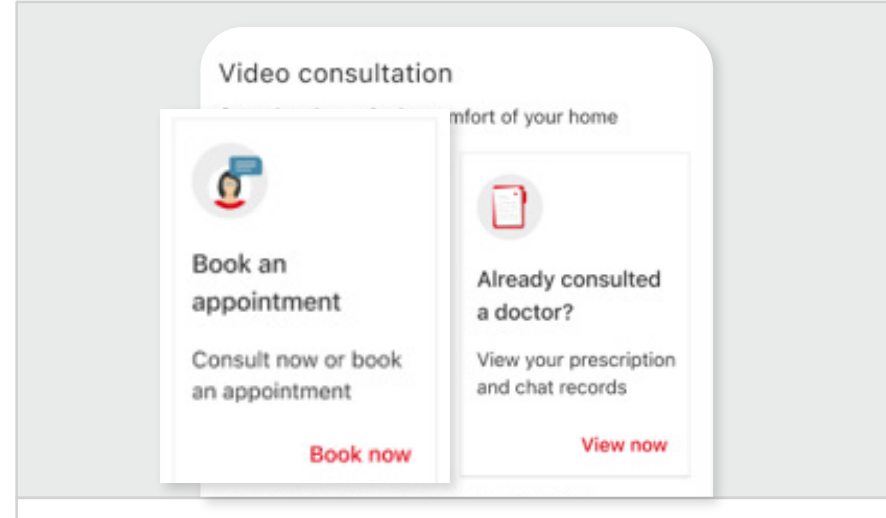 Video consultation
mfort of your home
Book an
appointment
Consult now or book
an appointment
Book now
Already consulted
a doctor?
View your prescription
and chat records
View now